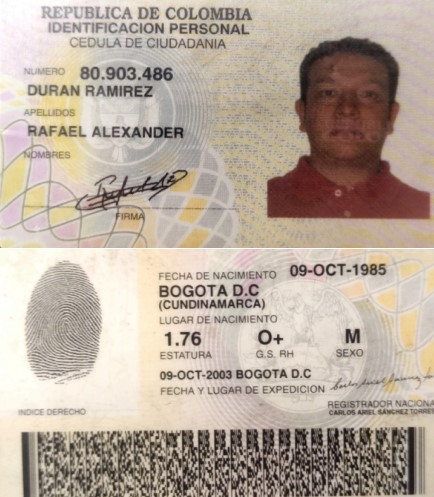 REPUBLICA DE COLOMBIA
IDENTIFICACION PERSONAL
CEDULA DE CIUDADANIA
NUMERO 80.903.486
DURAN RAMIREZ
APELLIDOS
RAFAEL ALEXANDER
NOMBRES
FIRMA
FECHA DE NACIMIENTO 09-OCT-1985
BOGOTA D.C
(CUNDINAMARCA)
LUGAR DE NACIMIENTO
1.76 O+ M
ESTATURA G.S. RH SEXO
09-OCT-2003 BOGOTA D.C
FECHA Y LUGAR DE EXPEDICION
INDICE DERECHO
REGISTRADOR NACIONA
CARLOS ARIEL SANCHEZ TORRE